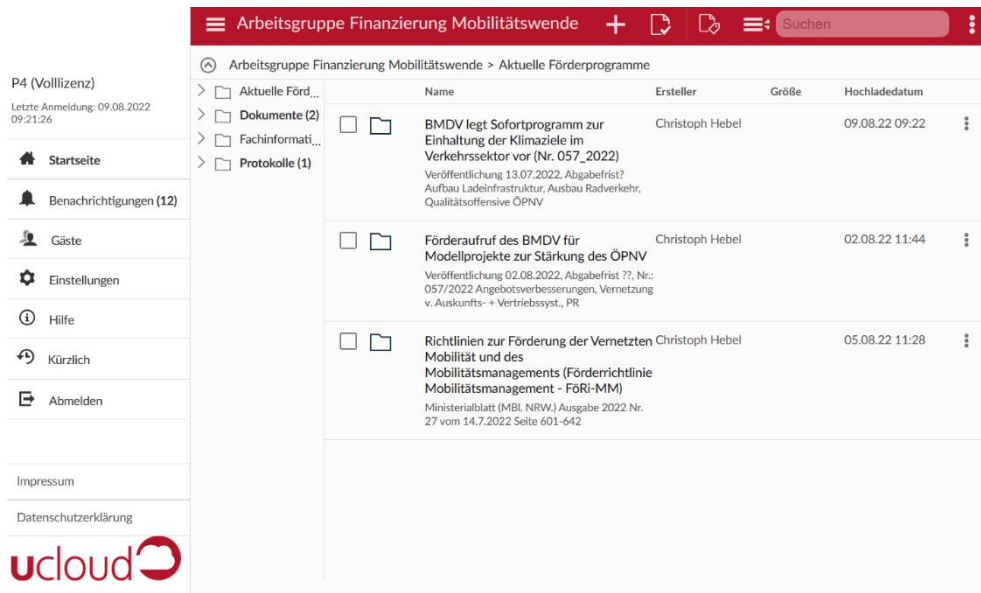 Arbeitsgruppe Finanzierung Mobilitätswende
Suchen
P4 (Volllizenz)
Letzte Anmeldung: 09.08.2022
09:21:26
Startseite
Benachrichtigungen (12)
Gäste
Einstellungen
Hilfe
Kürzlich
Abmelden
Impressum
Datenschutzerklärung
ucloud
Arbeitsgruppe Finanzierung Mobilitätswende > Aktuelle Förderprogramme
Aktuelle Förd...
Dokumente (2)
Fachinformati...
Protokolle (1)
Name Ersteller Größe Hochladedatum
BMDV legt Sofortprogramm zur Christoph Hebel 09.08.22 09:22
Einhaltung der Klimaziele im
Verkehrssektor vor (Nr. 057_2022)
Veröffentlichung 13.07.2022, Abgabefrist?
Aufbau Ladeinfrastruktur, Ausbau Radverkehr,
Qualitätsoffensive ÖPNV
Förderaufruf des BMDV für Christoph Hebel 02.08.22 11:44
Modellprojekte zur Stärkung des ÖPNV
Veröffentlichung 02.08.2022, Abgabefrist ??, Nr.:
057/2022 Angebotsverbesserungen, Vernetzung
v. Auskunfts- + Vertriebssyst., PR
Richtlinien zur Förderung der Vernetzten Christoph Hebel 05.08.22 11:28
Mobilität und des
Mobilitätsmanagements (Förderrichtlinie
Mobilitätsmanagement - FöRi-MM)
Ministerialblatt (MBl. NRW.) Ausgabe 2022 Nr.
27 vom 14.7.2022 Seite 601-642